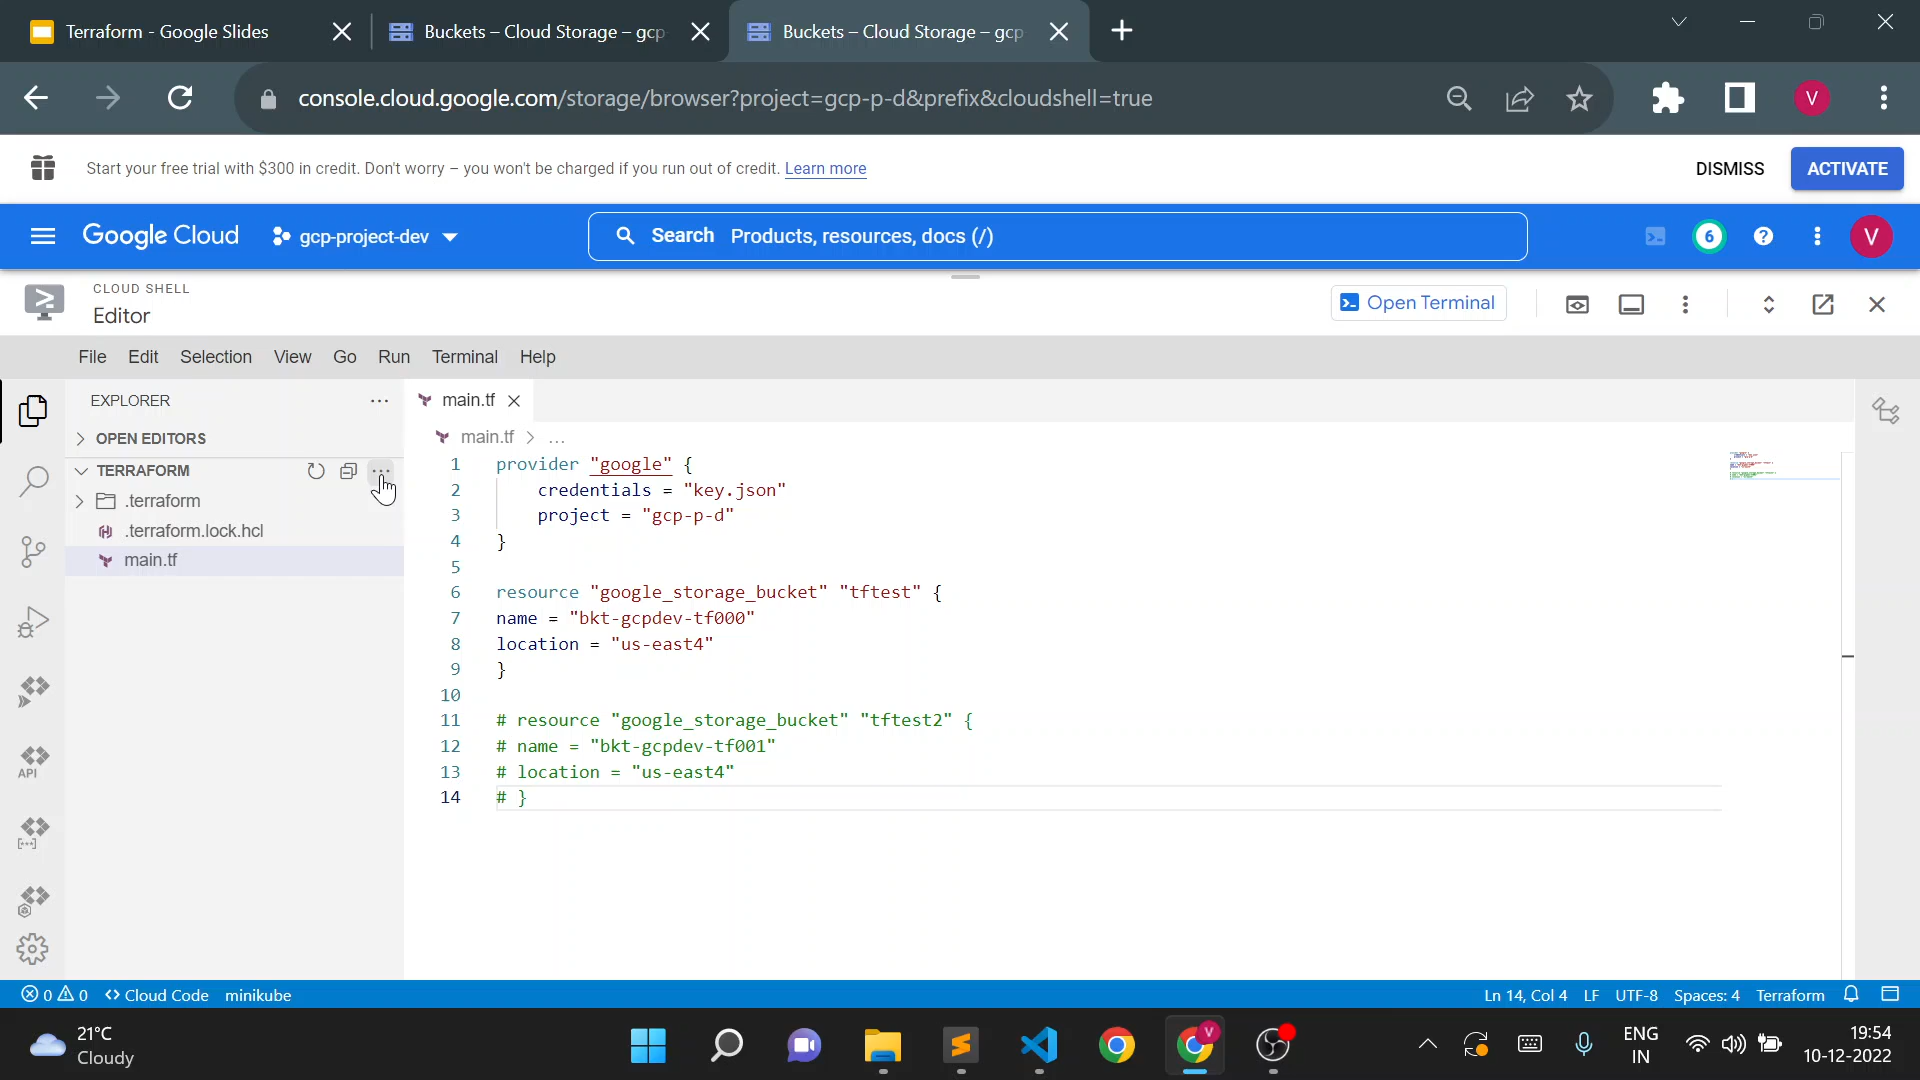 Terraform - Google Slides
Buckets – Cloud Storage – gcp-
Buckets – Cloud Storage – gcp
console.cloud.google.com/storage/browser?project=gcp-p-d&prefix&cloudshell=true
V
Start your free trial with $300 in credit. Don't worry – you won't be charged if you run out of credit. Learn more
DISMISS
ACTIVATE
Google Cloud
gcp-project-dev
Search Products, resources, docs (/)
6
V
CLOUD SHELL
Editor
Open Terminal
File Edit Selection View Go Run Terminal Help
EXPLORER
OPEN EDITORS
TERRAFORM
.terraform
.terraform.lock.hcl
main.tf
main.tf
main.tf > ...
1 provider "google" {
2 credentials = "key.json"
3 project = "gcp-p-d"
4 }
5
6 resource "google_storage_bucket" "tftest" {
7 name = "bkt-gcpdev-tf000"
8 location = "us-east4"
9 }
10
11 # resource "google_storage_bucket" "tftest2" {
12 # name = "bkt-gcpdev-tf001"
13 # location = "us-east4"
14 # }
API
0 0 <> Cloud Code minikube
Ln 14, Col 4 LF UTF-8 Spaces: 4 Terraform
21°C
Cloudy
V
ENG
IN
19:54
10-12-2022